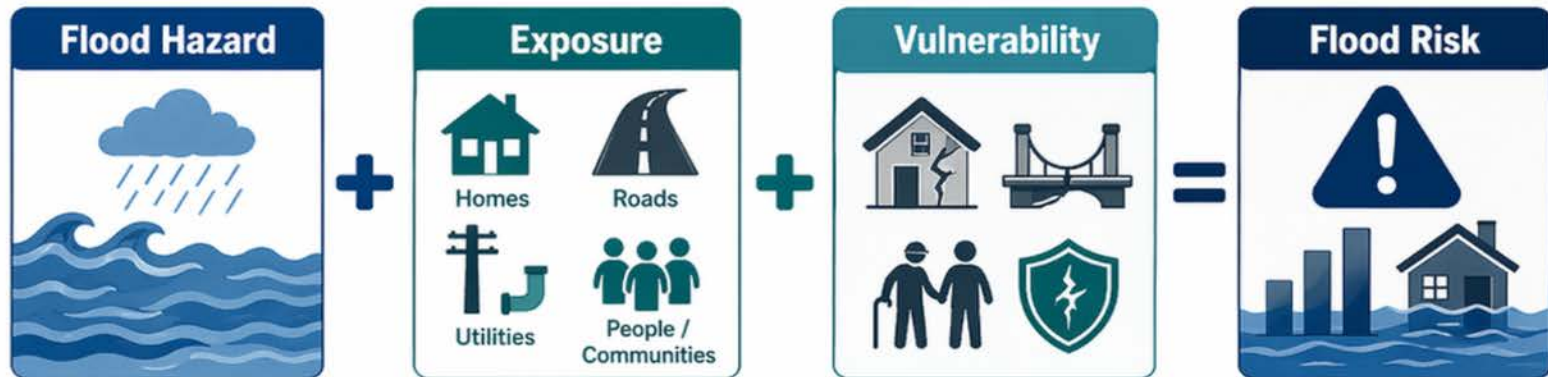 Flood Hazard
+
Exposure
Homes
Roads
Utilities
People /
Communities
+
Vulnerability
=
Flood Risk
!